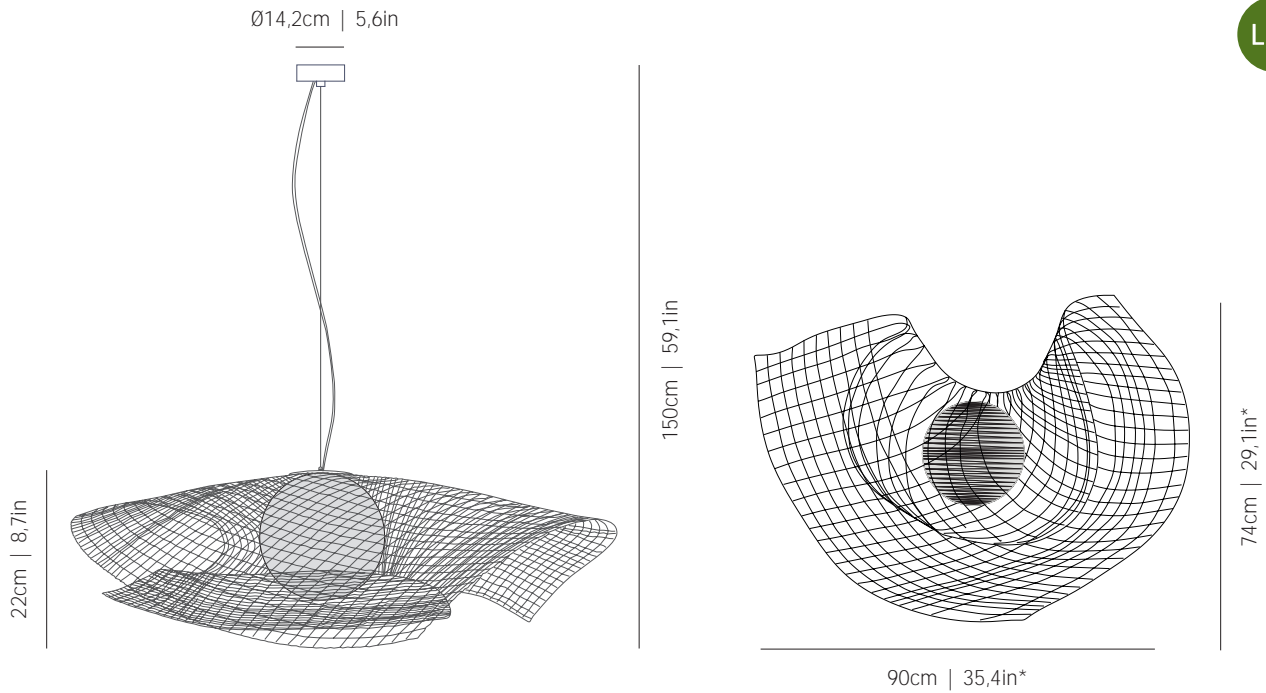 Ø14,2cm | 5,6in
22cm | 8,7in
150cm | 59,1in
74cm | 29,1in*
90cm | 35,4in*